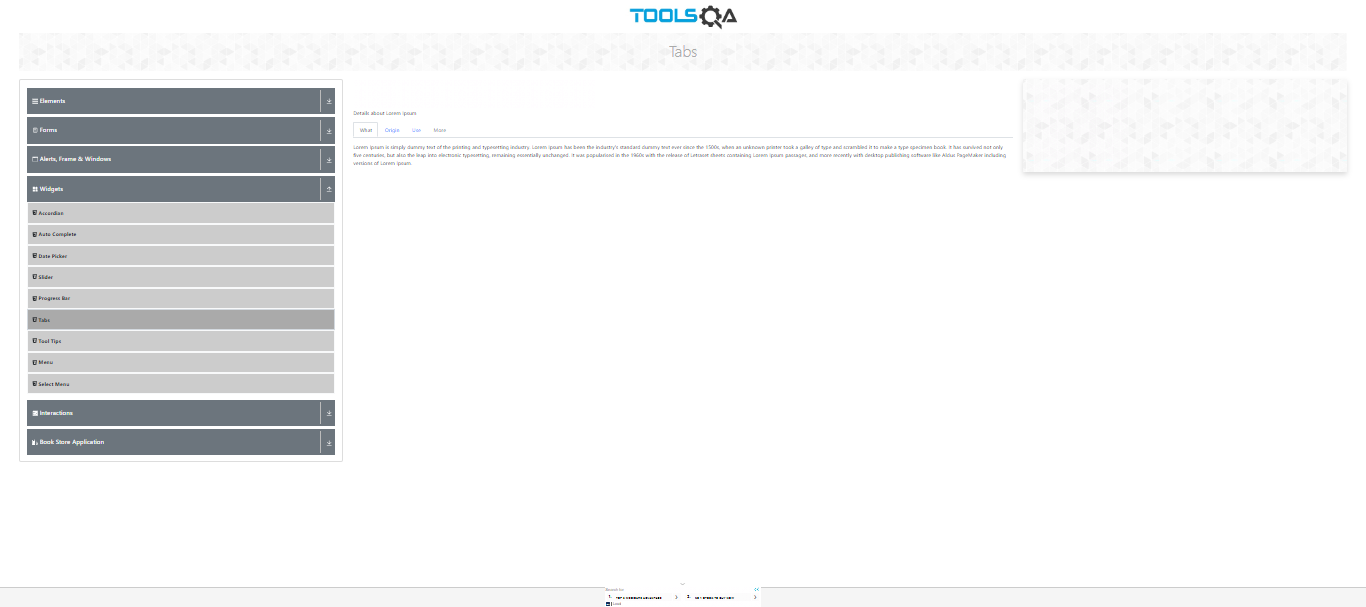 TOOLSQA
Tabs
Elements
Forms
Alerts, Frame & Windows
Widgets
Accordian
Auto Complete
Date Picker
Slider
Progress Bar
Tabs
Tool Tips
Menu
Select Menu
Interactions
Book Store Application
Details about Lorem Ipsum
What Origin Use More
Lorem Ipsum is simply dummy text of the printing and typesetting industry. Lorem Ipsum has been the industry's standard dummy text ever since the 1500s, when an unknown printer took a galley of type and scrambled it to make a type specimen book. It has survived not only
five centuries, but also the leap into electronic typesetting, remaining essentially unchanged. It was popularised in the 1960s with the release of Letraset sheets containing Lorem Ipsum passages, and more recently with desktop publishing software like Aldus PageMaker including
versions of Lorem Ipsum.
1.
2.